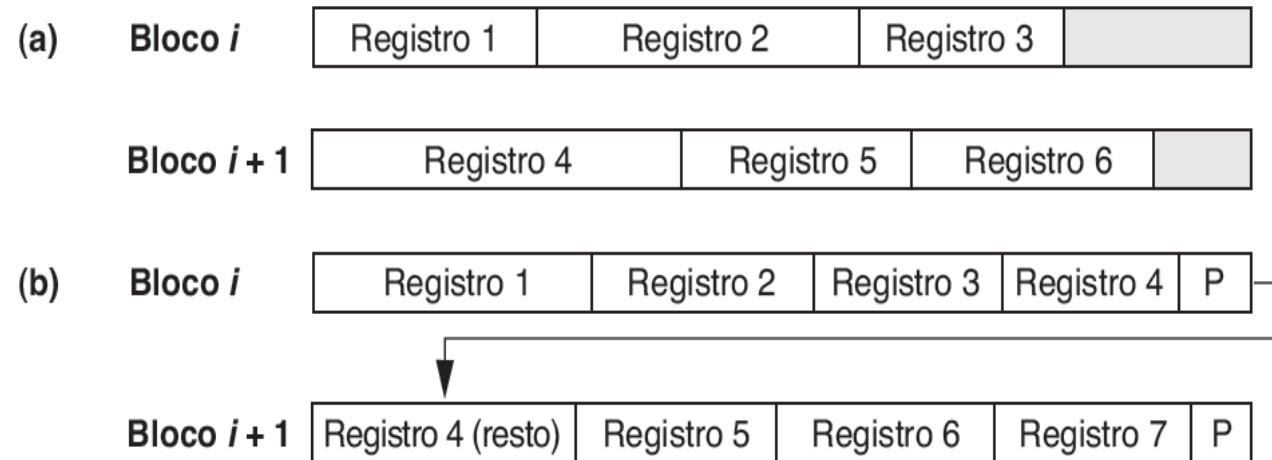 (a) Bloco i Registro 1 Registro 2 Registro 3
Bloco i + 1 Registro 4 Registro 5 Registro 6
(b) Bloco i Registro 1 Registro 2 Registro 3 Registro 4 P
Bloco i + 1 Registro 4 (resto) Registro 5 Registro 6 Registro 7 P